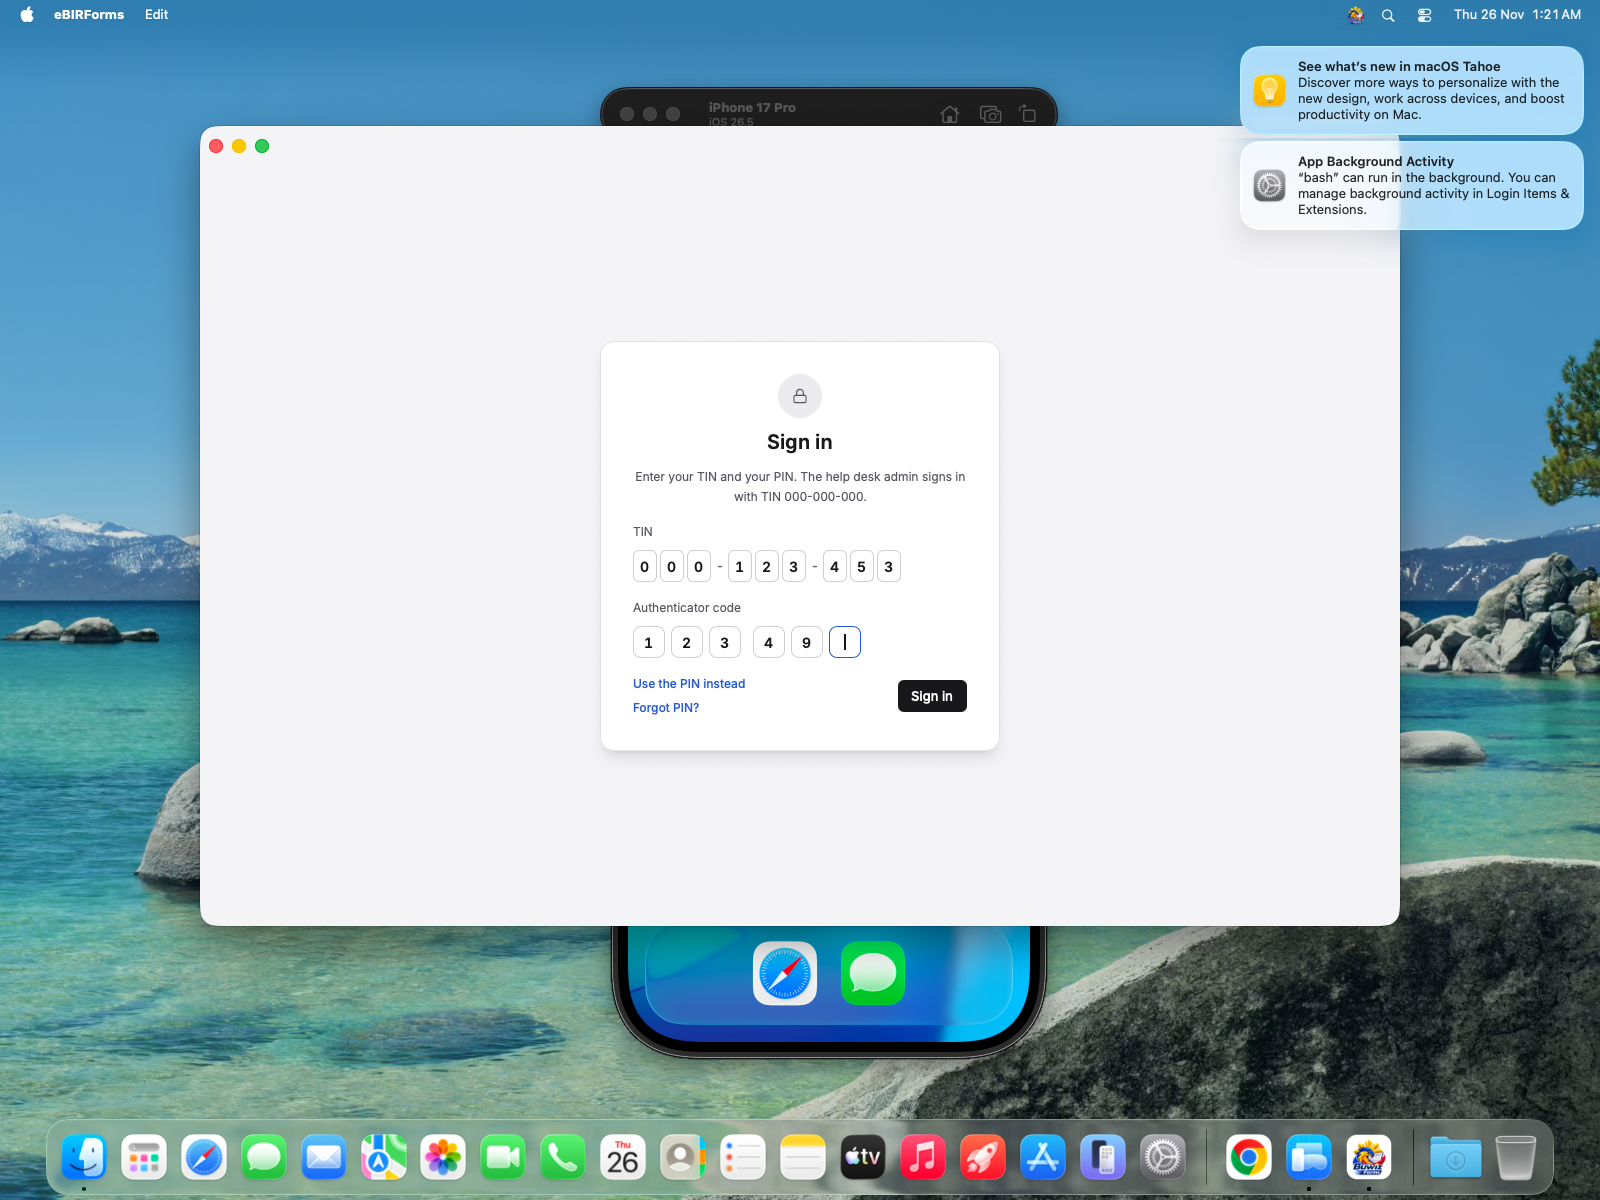 eBIRForms Edit
Thu 26 Nov 1:21 AM
See what's new in macOS Tahoe
Discover more ways to personalize with the
new design, work across devices, and boost
productivity on Mac.
App Background Activity
“bash” can run in the background. You can
manage background activity in Login Items &
Extensions.
iPhone 17 Pro
iOS 26.5
Sign in
Enter your TIN and your PIN. The help desk admin signs in
with TIN 000-000-000.
TIN
0 0 0 - 1 2 3 - 4 5 3
Authenticator code
1 2 3 4 9
Use the PIN instead
Sign in
Forgot PIN?
Thu
26
tv
BUWIZ